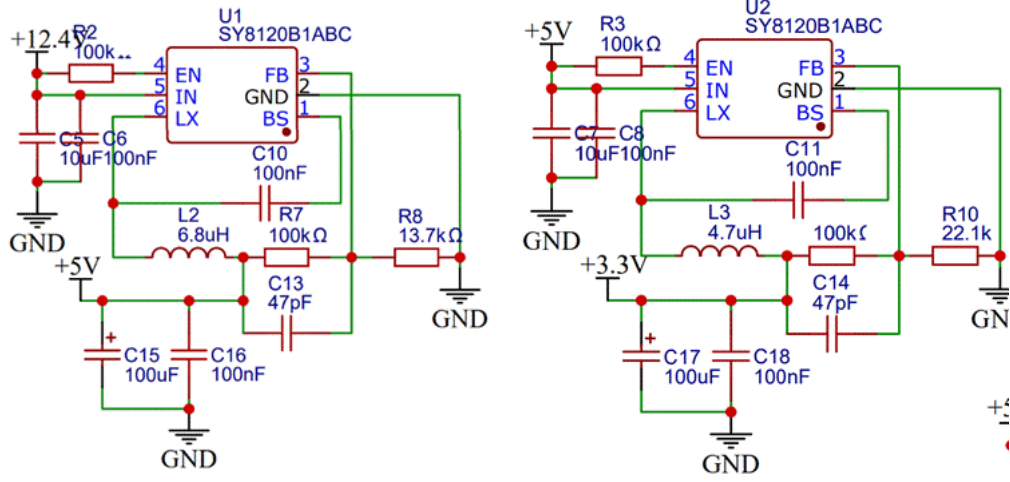 U1
SY8120B1ABC
+12.4V
R2
100k
4 EN
5 IN
6 LX
FB 3
GND 2
BS 1
C5
10uF
C6
100nF
GND
C10
100nF
L2
6.8uH
R7
100kΩ
R8
13.7kΩ
+5V
C13
47pF
GND
C15
100uF
C16
100nF
GND
U2
SY8120B1ABC
+5V
R3
100kΩ
4 EN
5 IN
6 LX
FB 3
GND 2
BS 1
C7
10uF
C8
100nF
GND
C11
100nF
L3
4.7uH
100k
R10
22.1k
+3.3V
C14
47pF
GN
C17
100uF
C18
100nF
GND